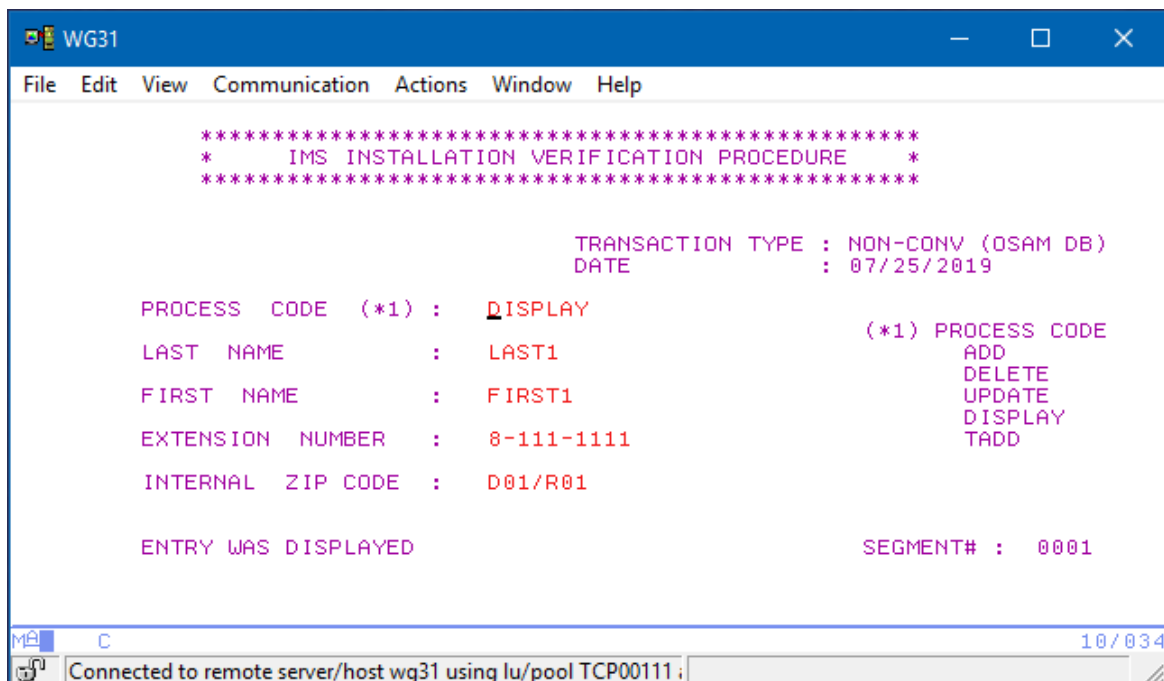 WG31
File Edit View Communication Actions Window Help
**************************************************
* IMS INSTALLATION VERIFICATION PROCEDURE *
**************************************************
TRANSACTION TYPE : NON-CONV (OSAM DB)
DATE : 07/25/2019
PROCESS CODE (*1) : DISPLAY
(*1) PROCESS CODE
LAST NAME : LAST1
ADD
DELETE
FIRST NAME : FIRST1
UPDATE
DISPLAY
EXTENSION NUMBER : 8-111-1111
TADD
INTERNAL ZIP CODE : D01/R01
ENTRY WAS DISPLAYED SEGMENT# : 0001
MA C 10/034
Connected to remote server/host wg31 using lu/pool TCP00111